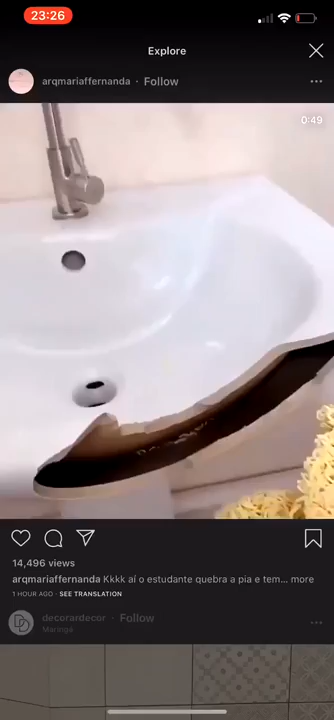 23:26
Explore
arqmariaffernanda · Follow
0:49
14,496 views
arqmariaffernanda Kkkk aí o estudante quebra a pia e tem... more
1 HOUR AGO · SEE TRANSLATION
decorardecor · Follow
Maringá